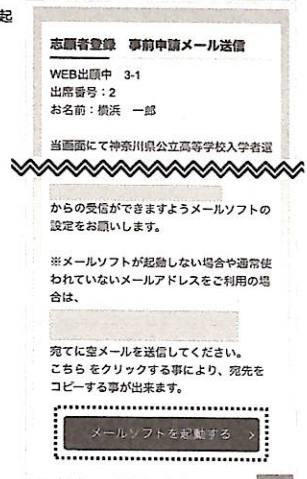 起
志願者登録　事前申請メール送信
WEB出願中　3-1
出席番号：2
お名前：横浜　一郎
当画面にて神奈川県公立高等学校入学者選
からの受信ができますようメールソフトの
設定をお願いします。
※メールソフトが起動しない場合や通常使
われていないメールアドレスをご利用の場
合は、
宛てに空メールを送信してください。
こちら をクリックする事により、宛先を
コピーする事が出来ます。
メールソフトを起動する　>